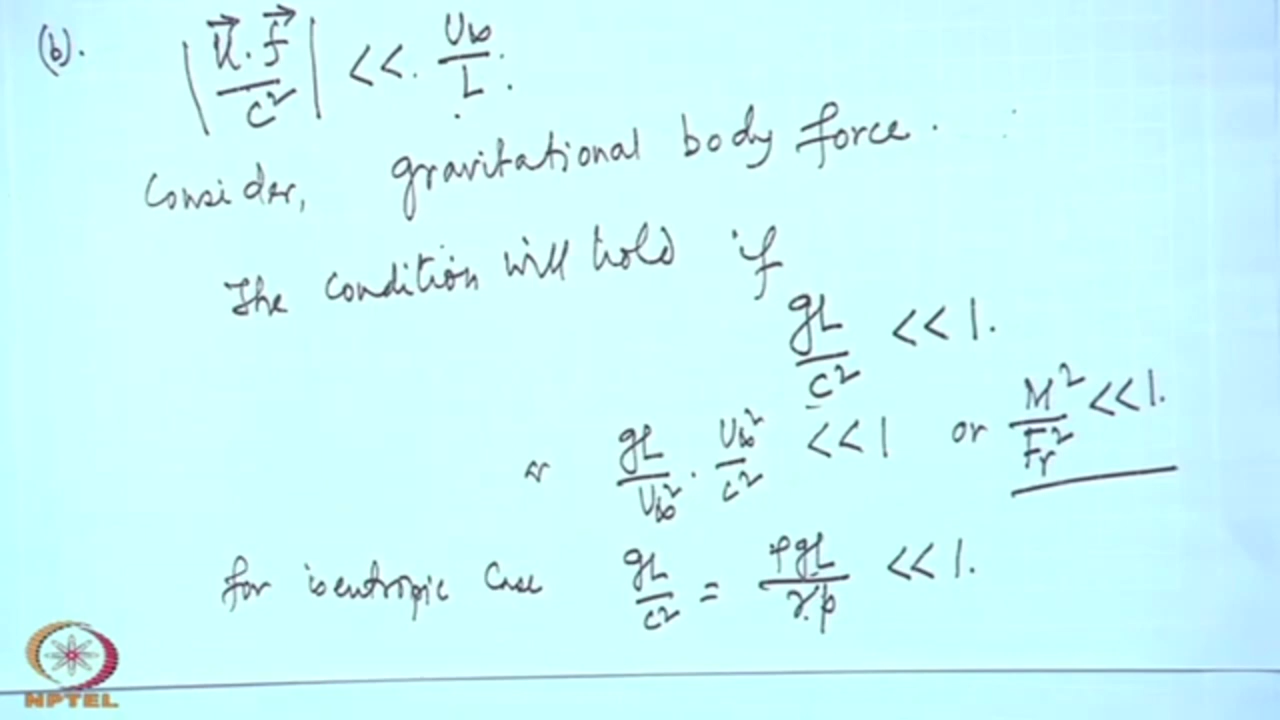 (b). |u⃗.f⃗ / c²| << U∞ / L.
Consider, gravitational body force.
The condition will hold if
gL / c² << 1.
or gL / U∞² . U∞² / c² << 1 or M² / Fr² << 1.
for isentropic case gL / c² = ρgL / γp << 1.
NPTEL